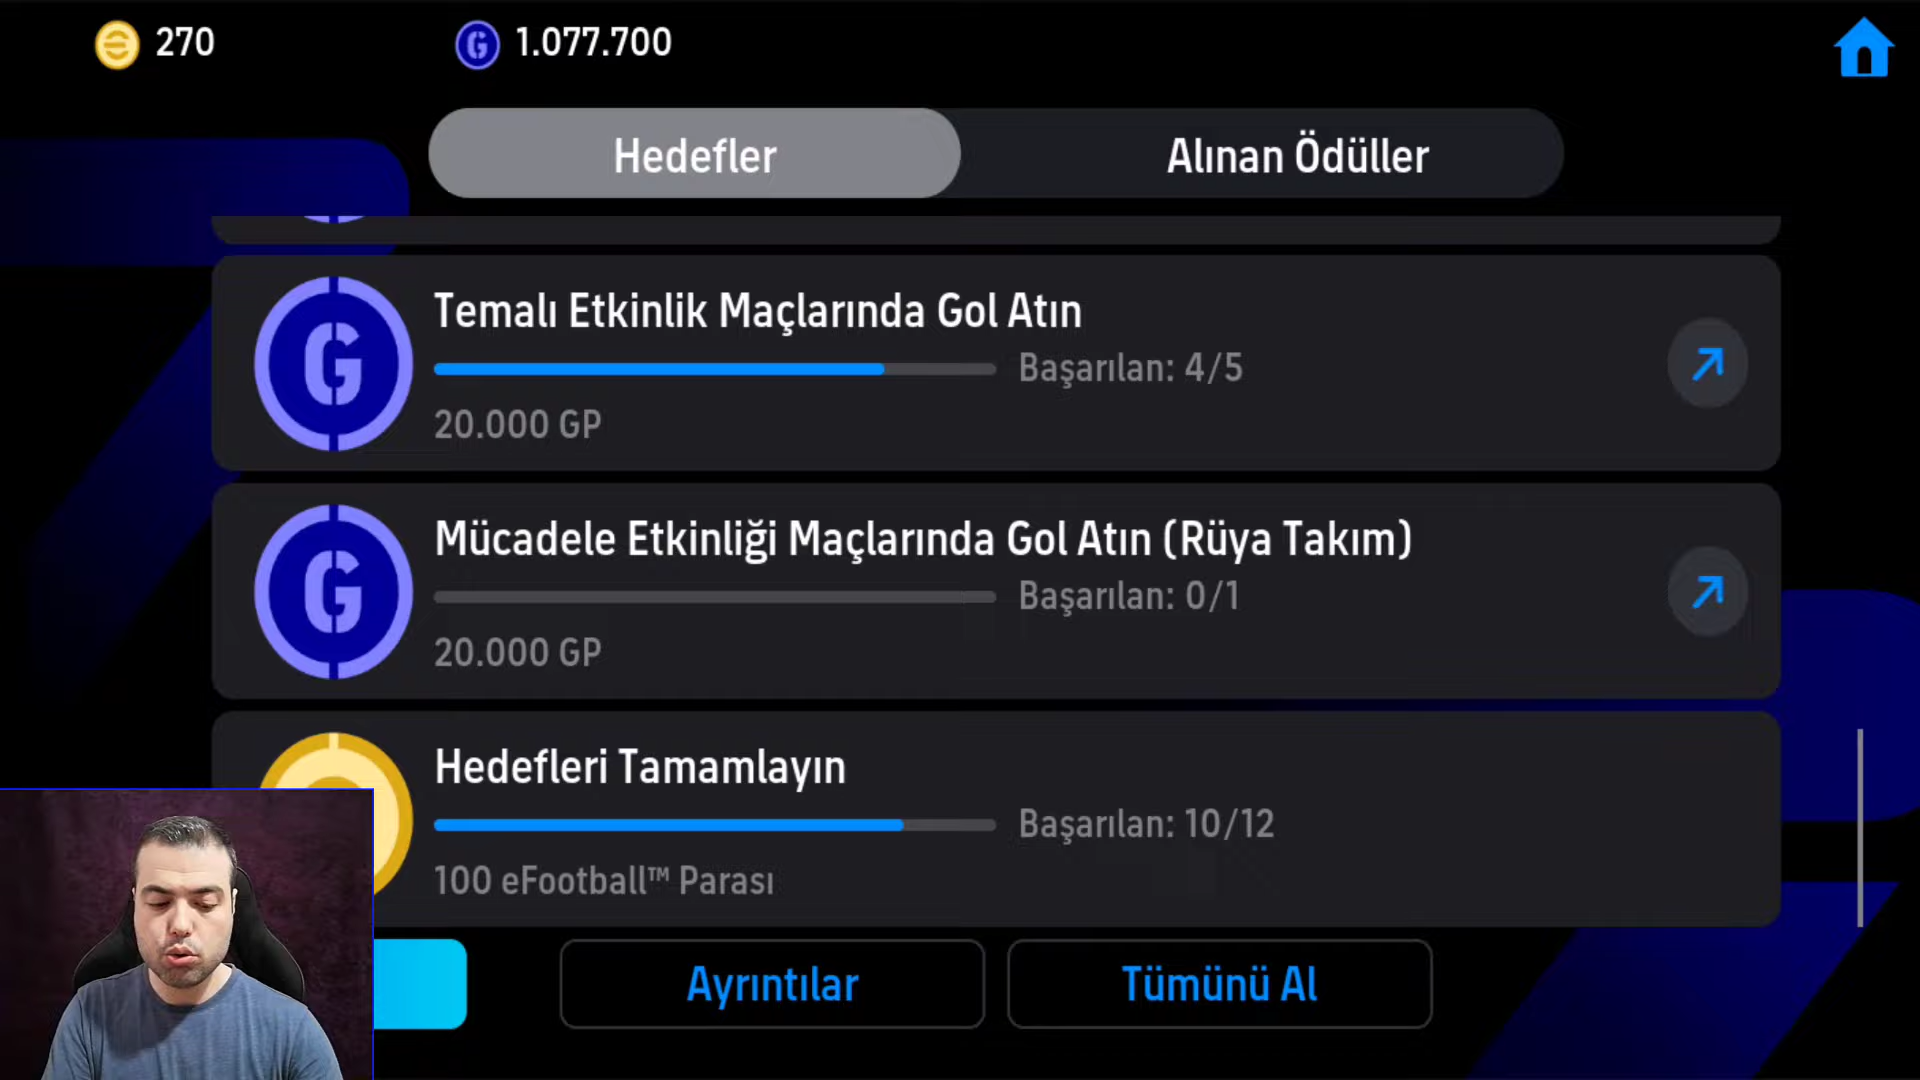 270
1.077.700
Hedefler
Alınan Ödüller
Temalı Etkinlik Maçlarında Gol Atın
Başarılan: 4/5
20.000 GP
Mücadele Etkinliği Maçlarında Gol Atın (Rüya Takım)
Başarılan: 0/1
20.000 GP
Hedefleri Tamamlayın
Başarılan: 10/12
100 eFootball™ Parası
Ayrıntılar
Tümünü Al